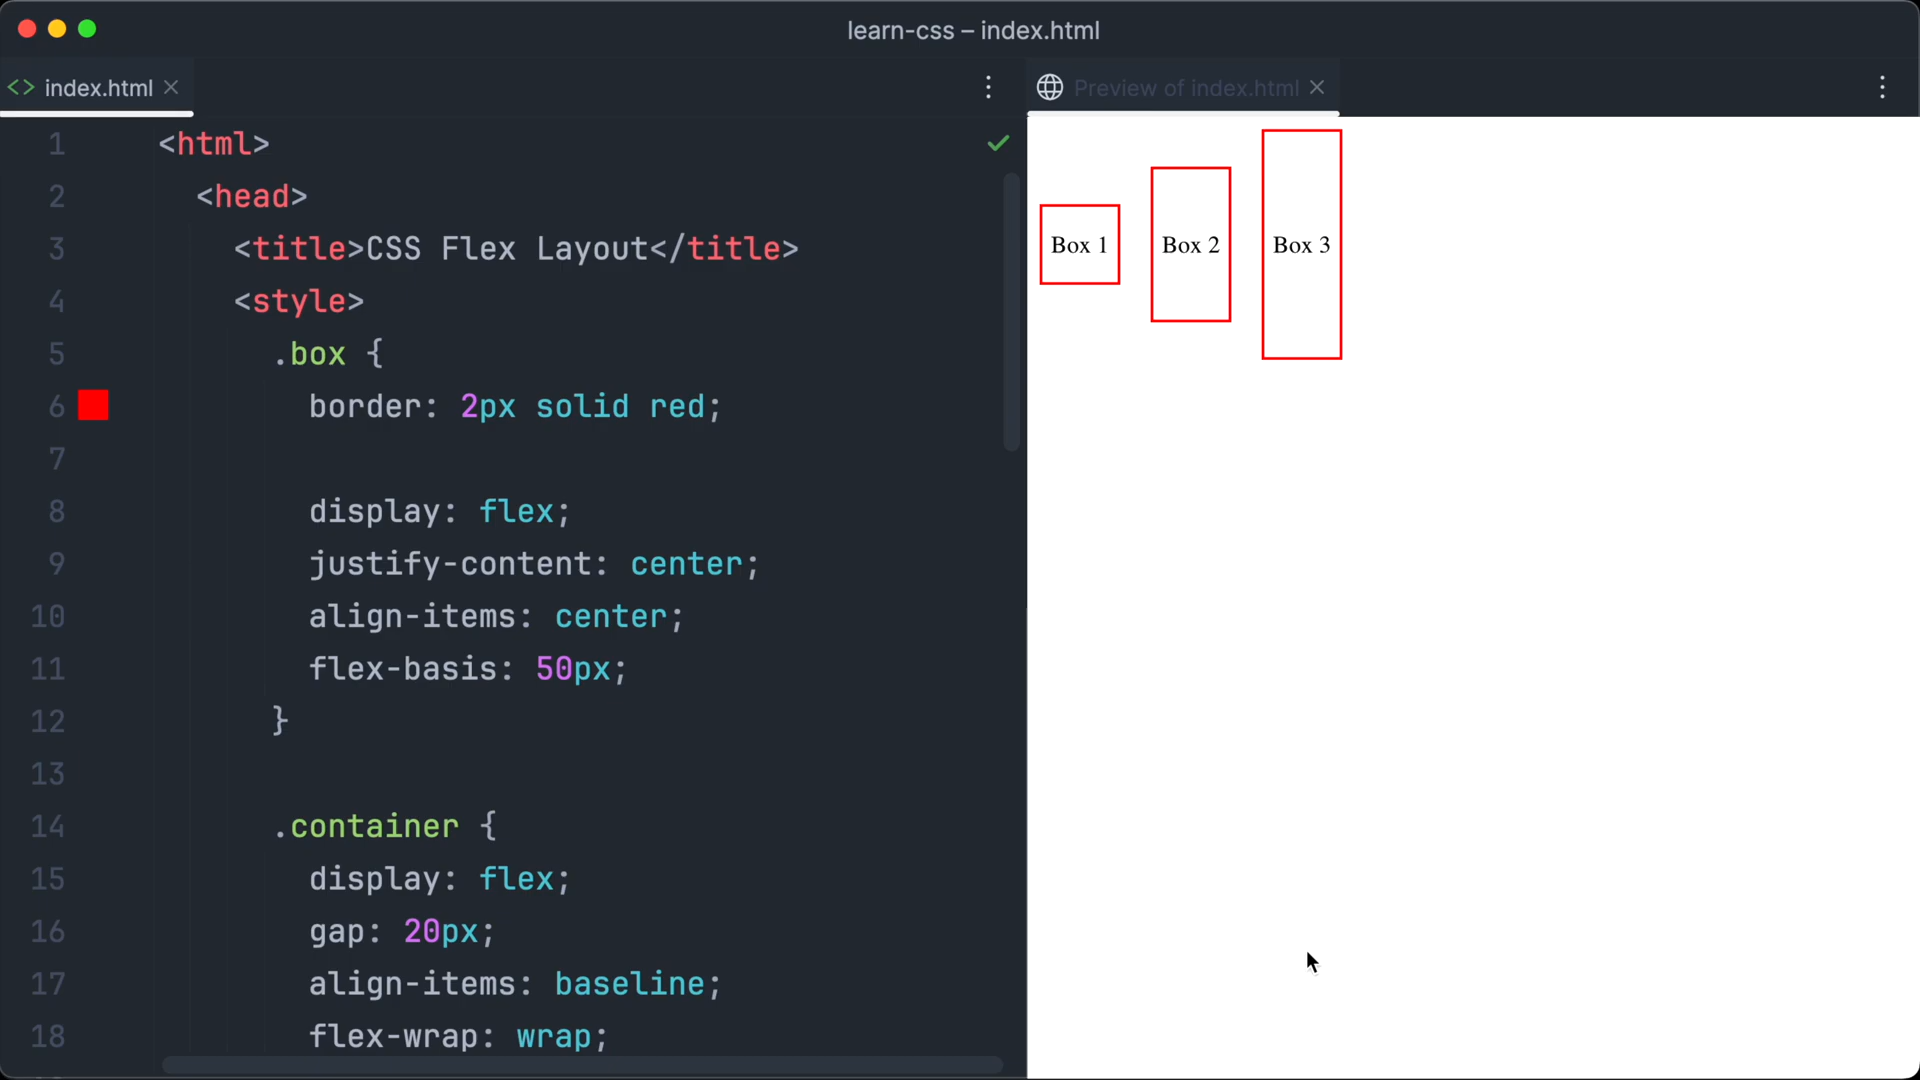 learn-css – index.html
<> index.html
Preview of index.html
1 <html>
2 <head>
3 <title>CSS Flex Layout</title>
4 <style>
5 .box {
6 border: 2px solid red;
7
8 display: flex;
9 justify-content: center;
10 align-items: center;
11 flex-basis: 50px;
12 }
13
14 .container {
15 display: flex;
16 gap: 20px;
17 align-items: baseline;
18 flex-wrap: wrap;
Box 1 Box 2 Box 3